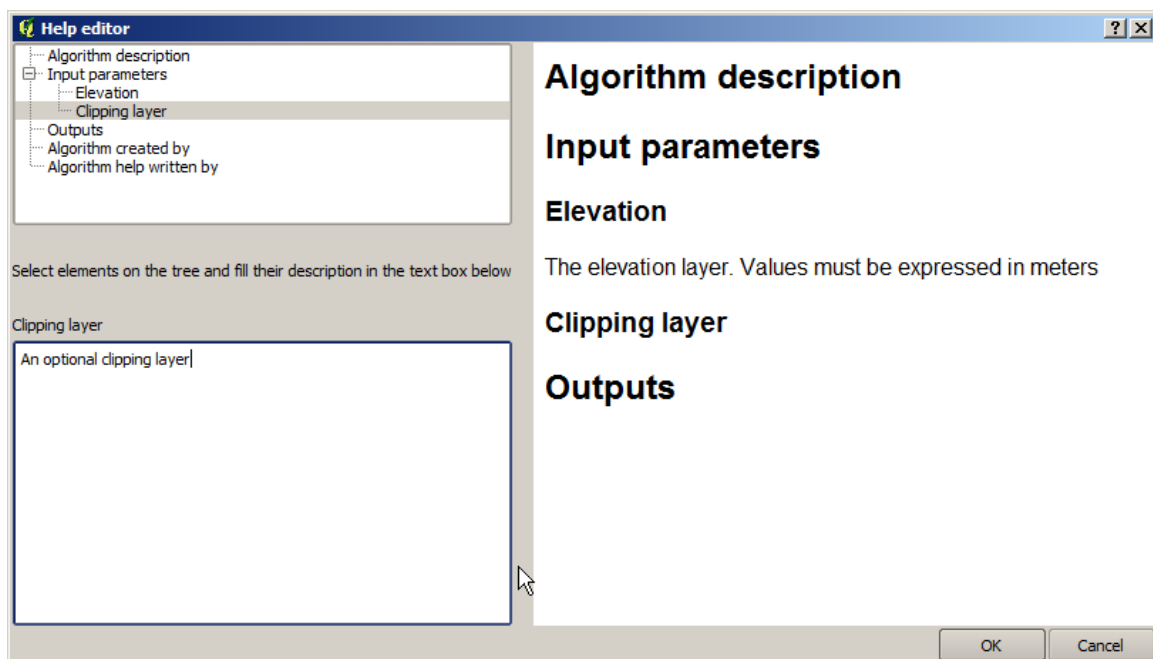 Help editor
Algorithm description
Input parameters
Elevation
Clipping layer
Outputs
Algorithm created by
Algorithm help written by
Select elements on the tree and fill their description in the text box below
Clipping layer
An optional clipping layer
Algorithm description
Input parameters
Elevation
The elevation layer. Values must be expressed in meters
Clipping layer
Outputs
OK
Cancel